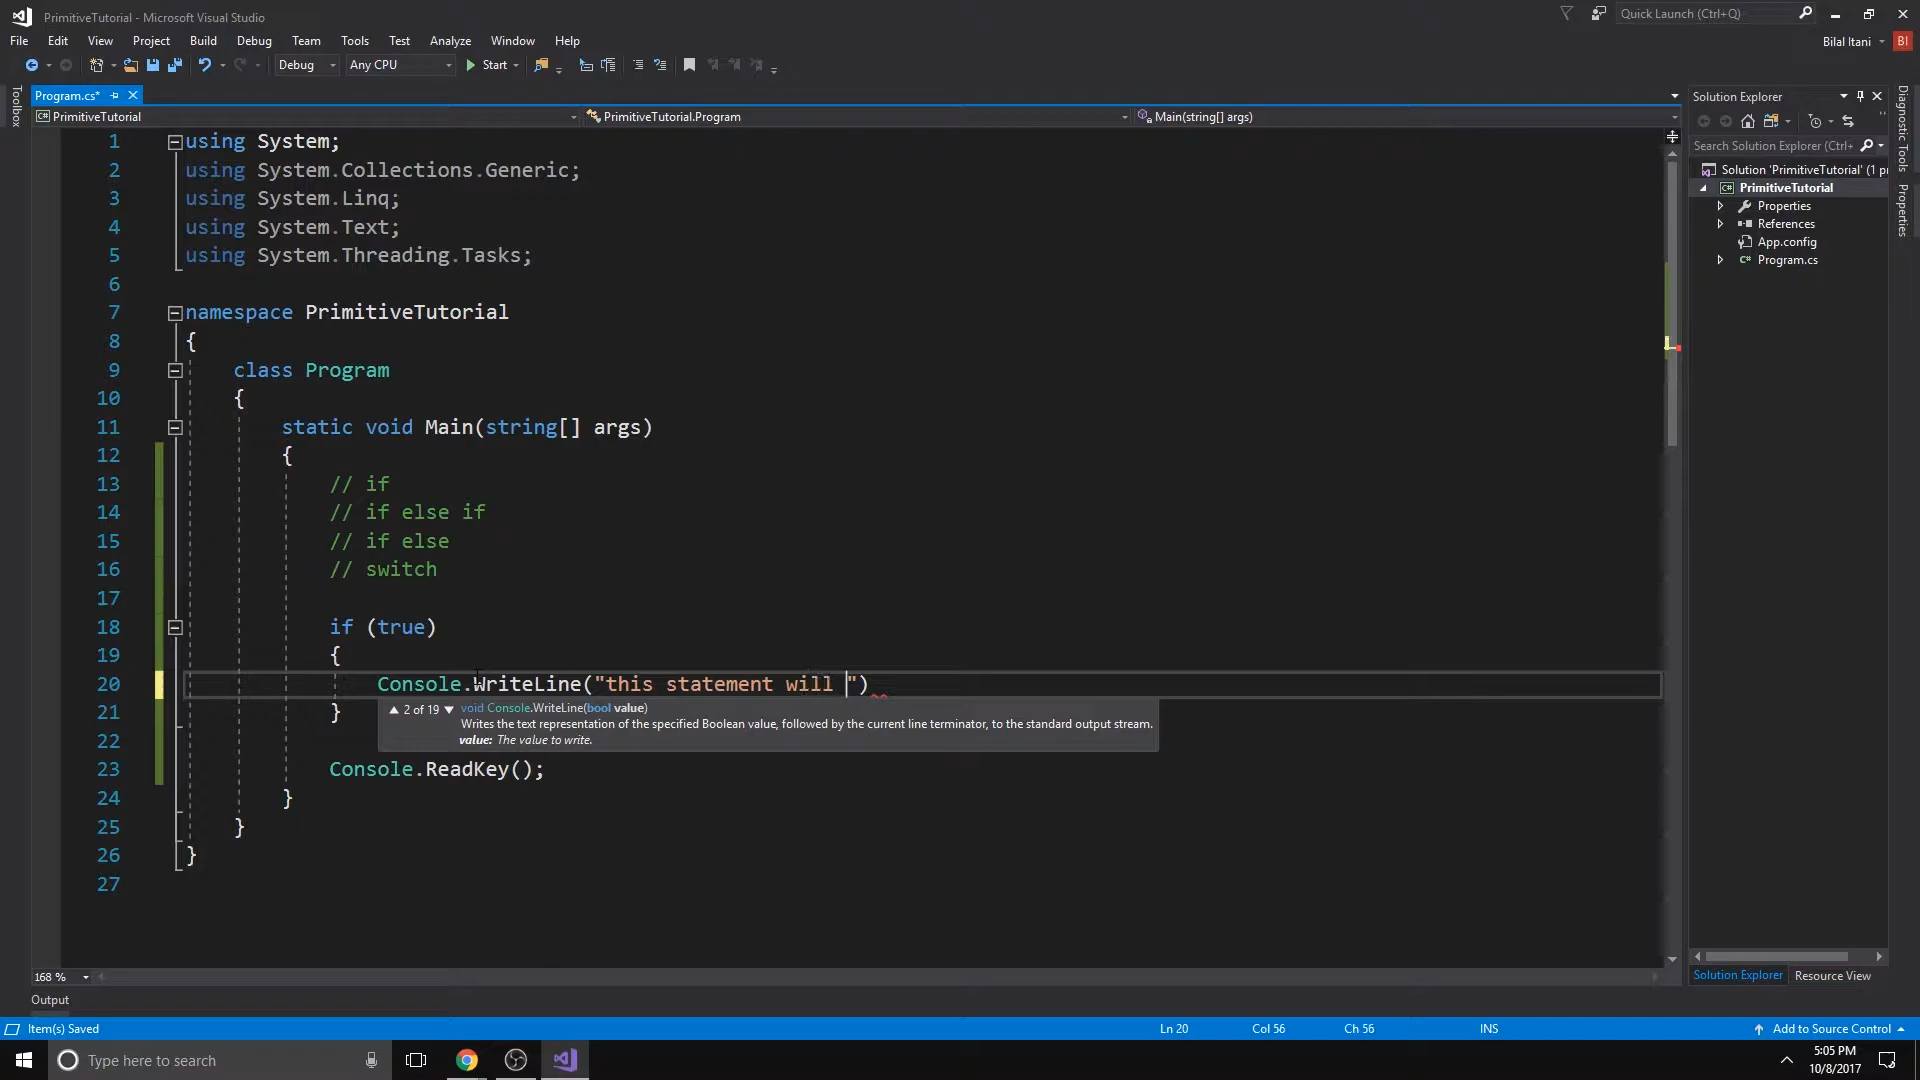 PrimitiveTutorial - Microsoft Visual Studio
Quick Launch (Ctrl+Q)
File Edit View Project Build Debug Team Tools Test Analyze Window Help
Bilal Itani BI
Debug Any CPU Start
Toolbox
Program.cs*
PrimitiveTutorial PrimitiveTutorial.Program Main(string[] args)
1 using System;
2 using System.Collections.Generic;
3 using System.Linq;
4 using System.Text;
5 using System.Threading.Tasks;
6
7 namespace PrimitiveTutorial
8 {
9 class Program
10 {
11 static void Main(string[] args)
12 {
13 // if
14 // if else if
15 // if else
16 // switch
17
18 if (true)
19 {
20 Console.WriteLine("this statement will ")
21 }
2 of 19 void Console.WriteLine(bool value)
Writes the text representation of the specified Boolean value, followed by the current line terminator, to the standard output stream.
value: The value to write.
22
23 Console.ReadKey();
24 }
25 }
26 }
27
168 %
Output
Solution Explorer
Search Solution Explorer (Ctrl+
Solution 'PrimitiveTutorial' (1 pr
PrimitiveTutorial
Properties
References
App.config
Program.cs
Solution Explorer Resource View
Diagnostic Tools
Properties
Item(s) Saved Ln 20 Col 56 Ch 56 INS Add to Source Control
Type here to search
5:05 PM
10/8/2017